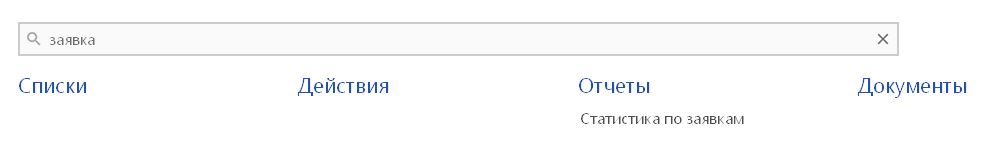 заявка
Списки
Действия
Отчеты
Документы
Статистика по заявкам